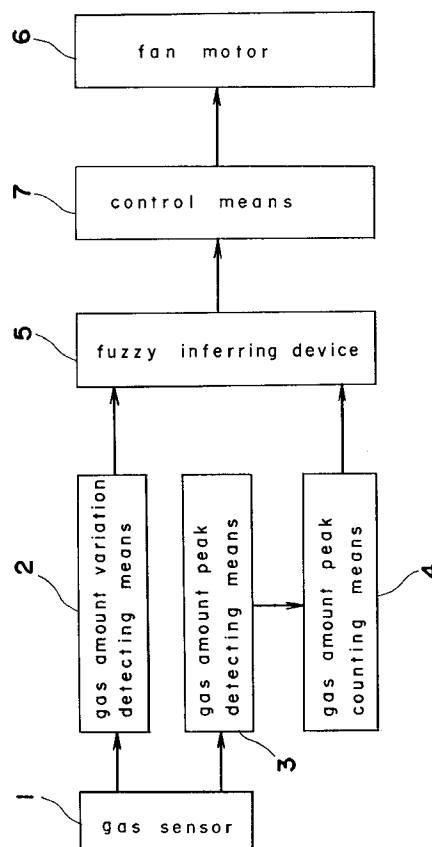 6
fan motor
7
control means
5
fuzzy inferring device
2
gas amount variation
detecting means
gas amount peak
detecting means
3
gas amount peak
counting means
4
1
gas sensor